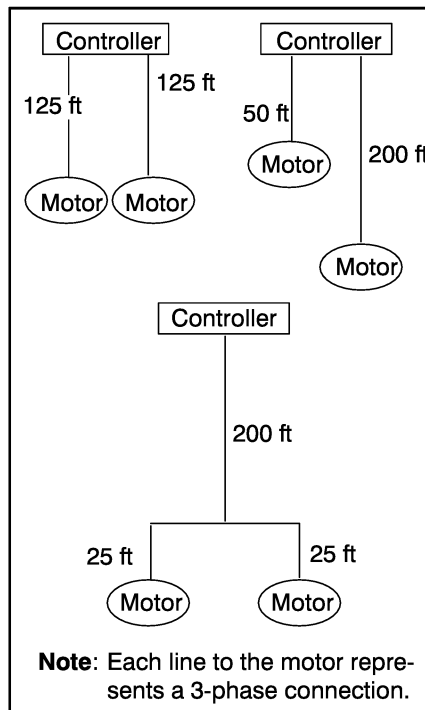 Controller
125 ft
125 ft
Motor
Motor
Controller
50 ft
200 ft
Motor
Motor
Controller
200 ft
25 ft
25 ft
Motor
Motor
Note: Each line to the motor repre-
sents a 3-phase connection.